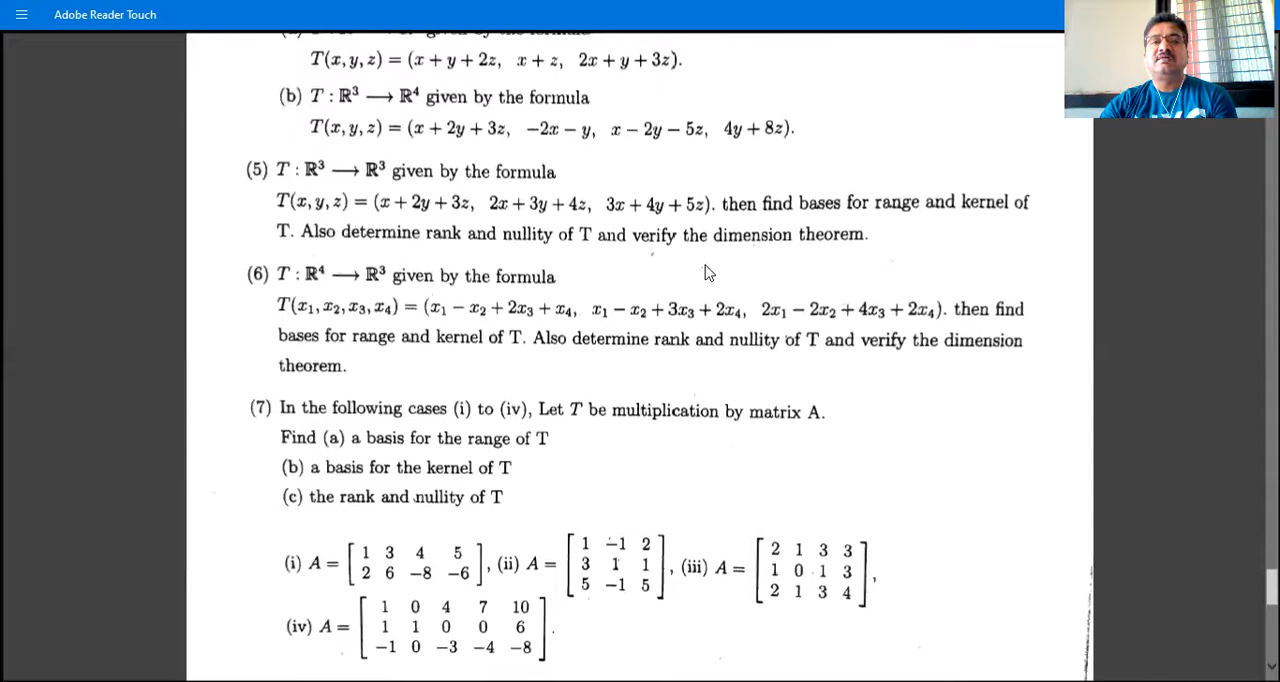 Adobe Reader Touch
T(x, y, z) = (x + y + 2z, x + z, 2x + y + 3z).
(b) T : ℝ³ ⟶ ℝ⁴ given by the formula
T(x, y, z) = (x + 2y + 3z, −2x − y, x − 2y − 5z, 4y + 8z).
(5) T : ℝ³ ⟶ ℝ³ given by the formula
T(x, y, z) = (x + 2y + 3z, 2x + 3y + 4z, 3x + 4y + 5z). then find bases for range and kernel of
T. Also determine rank and nullity of T and verify the dimension theorem.
(6) T : ℝ⁴ ⟶ ℝ³ given by the formula
T(x₁, x₂, x₃, x₄) = (x₁ − x₂ + 2x₃ + x₄, x₁ − x₂ + 3x₃ + 2x₄, 2x₁ − 2x₂ + 4x₃ + 2x₄). then find
bases for range and kernel of T. Also determine rank and nullity of T and verify the dimension
theorem.
(7) In the following cases (i) to (iv), Let T be multiplication by matrix A.
Find (a) a basis for the range of T
(b) a basis for the kernel of T
(c) the rank and nullity of T
(i) A = [1 3 4 5; 2 6 −8 −6], (ii) A = [1 −1 2; 3 1 1; 5 −1 5], (iii) A = [2 1 3 3; 1 0 1 3; 2 1 3 4],
(iv) A = [1 0 4 7 10; 1 1 0 0 6; −1 0 −3 −4 −8].